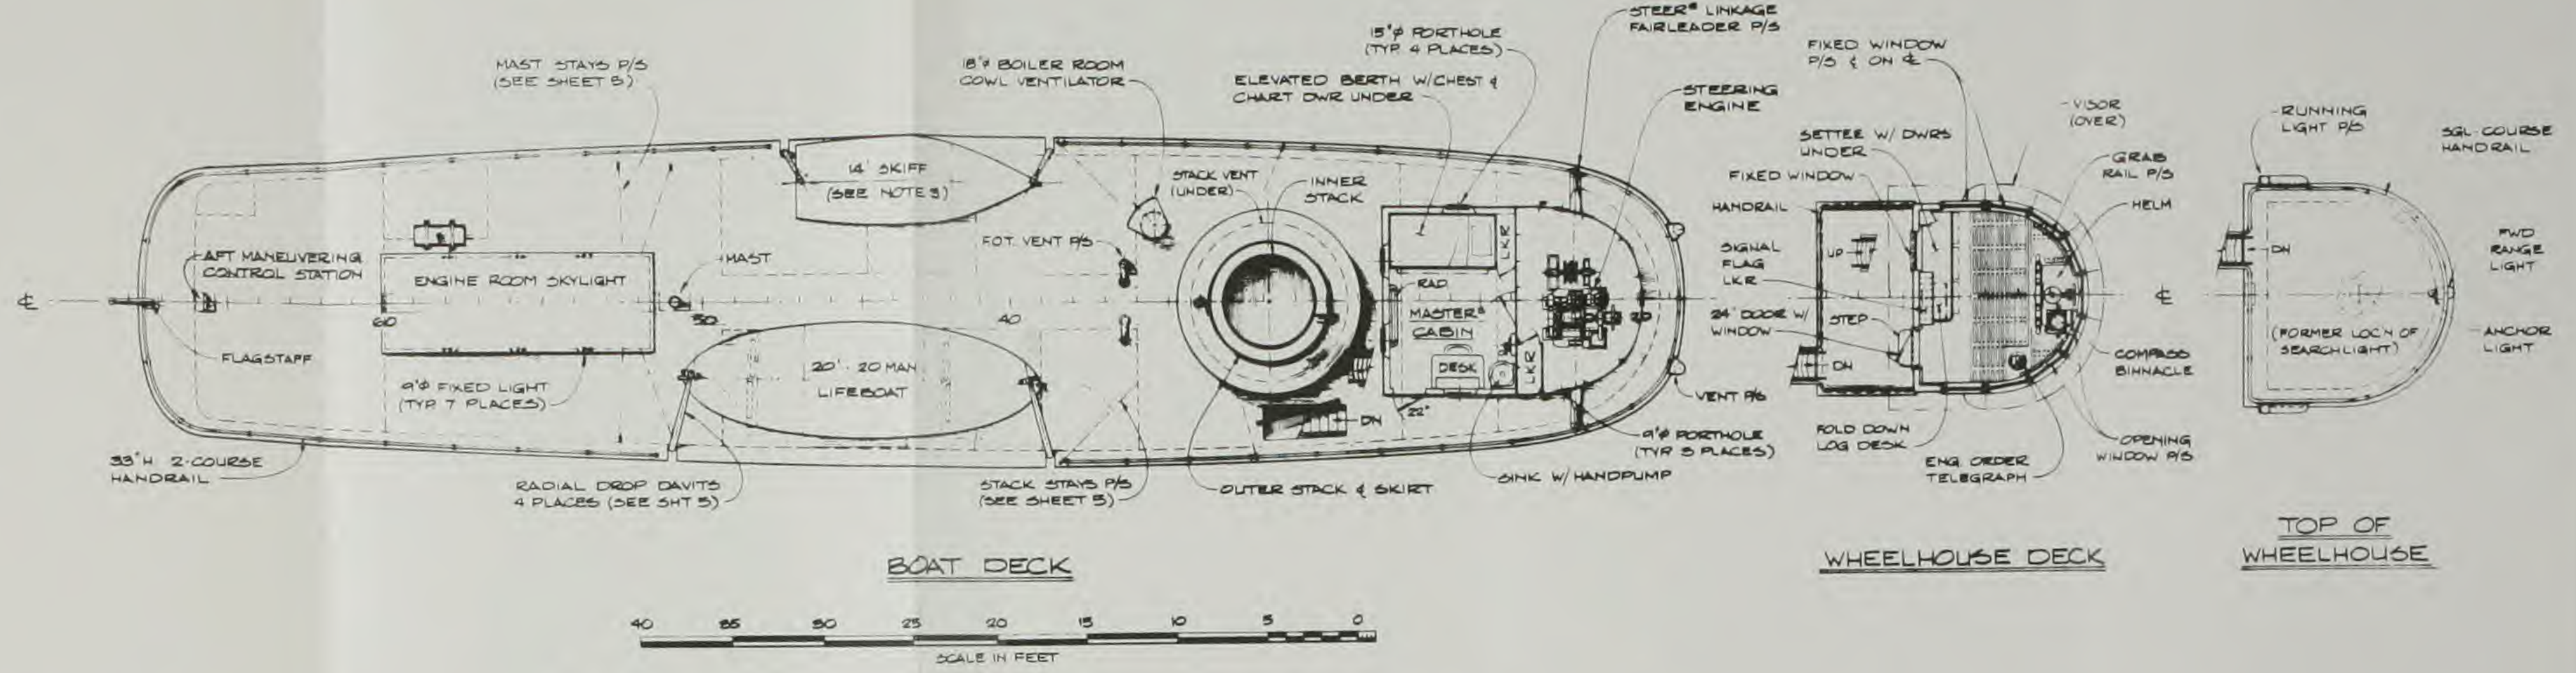 MAST STAYS P/S
(SEE SHEET 5)
18"⌀ BOILER ROOM
COWL VENTILATOR
15"⌀ PORTHOLE
(TYP. 4 PLACES)
ELEVATED BERTH W/CHEST &
CHART DWR UNDER
STEERG LINKAGE
FAIRLEADER P/S
STEERING
ENGINE
14' SKIFF
(SEE NOTE 3)
STACK VENT
(UNDER)
INNER
STACK
FOT. VENT P/S
AFT MANEUVERING
CONTROL STATION
ENGINE ROOM SKYLIGHT
MAST
LKR
RAD
MASTERS
CABIN
DESK
LKR
℄
60
50
40
30
20
FLAGSTAFF
9"⌀ FIXED LIGHT
(TYP. 7 PLACES)
20' - 20 MAN
LIFEBOAT
DN
22"
VENT P/S
33"H 2-COURSE
HANDRAIL
RADIAL DROP DAVITS
4 PLACES (SEE SHT 5)
STACK STAYS P/S
(SEE SHEET 5)
OUTER STACK & SKIRT
SINK W/HANDPUMP
9"⌀ PORTHOLE
(TYP 3 PLACES)
BOAT DECK
40 35 30 25 20 15 10 5 0
SCALE IN FEET
FIXED WINDOW
P/S & ON ℄
VISOR
(OVER)
SETTEE W/ DWRS
UNDER
GRAB
RAIL P/S
FIXED WINDOW
HELM
HANDRAIL
SIGNAL
FLAG
LKR
UP
24" DOOR W/
WINDOW
STEP
DN
COMPASS
BINNACLE
FOLD DOWN
LOG DESK
ENG. ORDER
TELEGRAPH
OPENING
WINDOW P/S
℄
WHEELHOUSE DECK
RUNNING
LIGHT P/S
SGL-COURSE
HANDRAIL
DN
FWD
RANGE
LIGHT
(FORMER LOC'N OF
SEARCHLIGHT)
ANCHOR
LIGHT
TOP OF
WHEELHOUSE